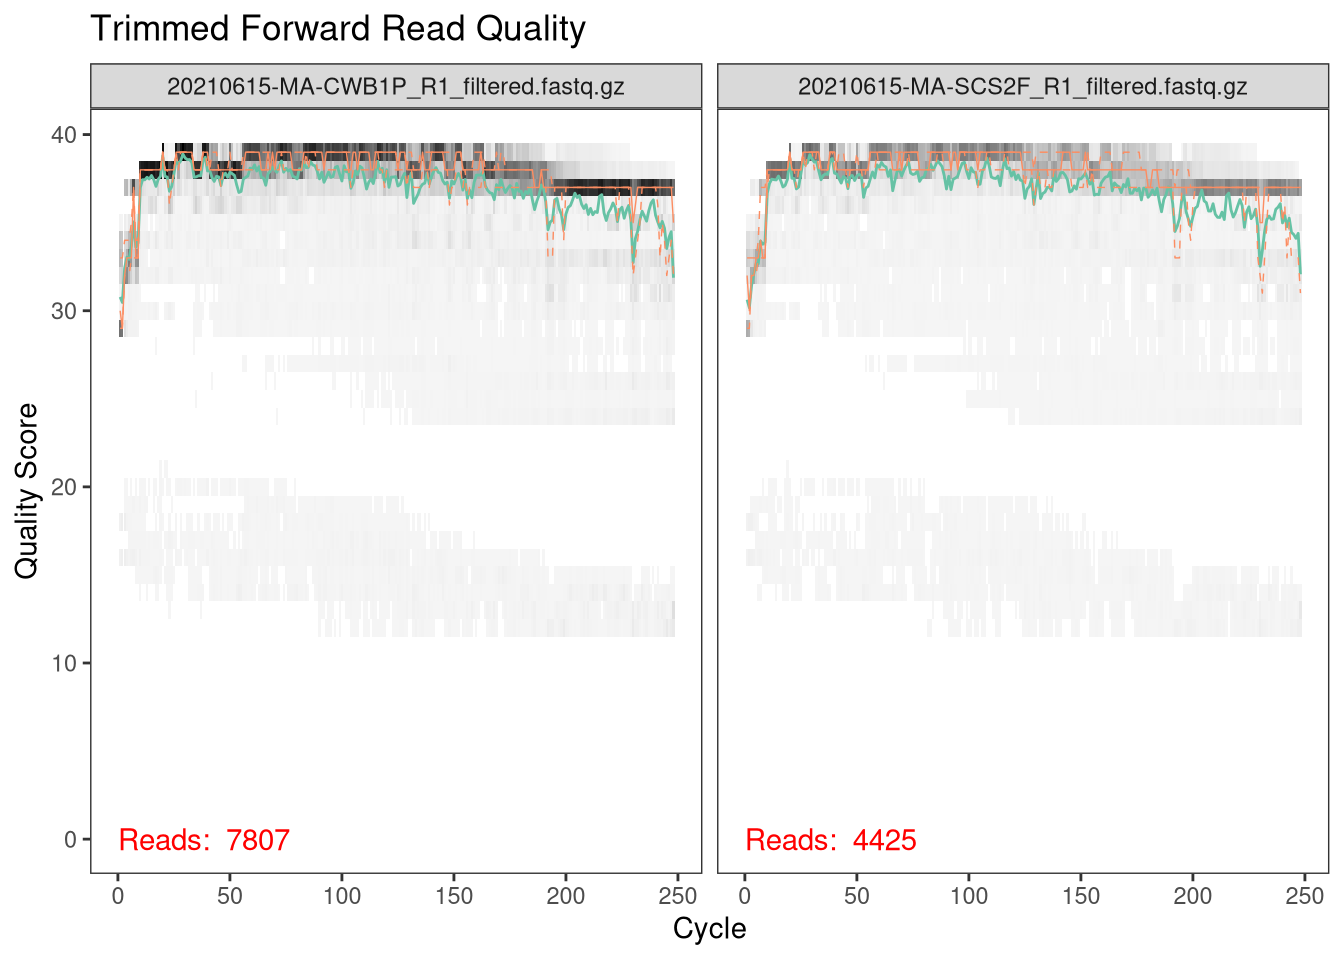 Trimmed Forward Read Quality
20210615-MA-CWB1P_R1_filtered.fastq.gz
20210615-MA-SCS2F_R1_filtered.fastq.gz
Quality Score
40
30
20
10
0
Reads: 7807
Reads: 4425
0 50 100 150 200 250
0 50 100 150 200 250
Cycle